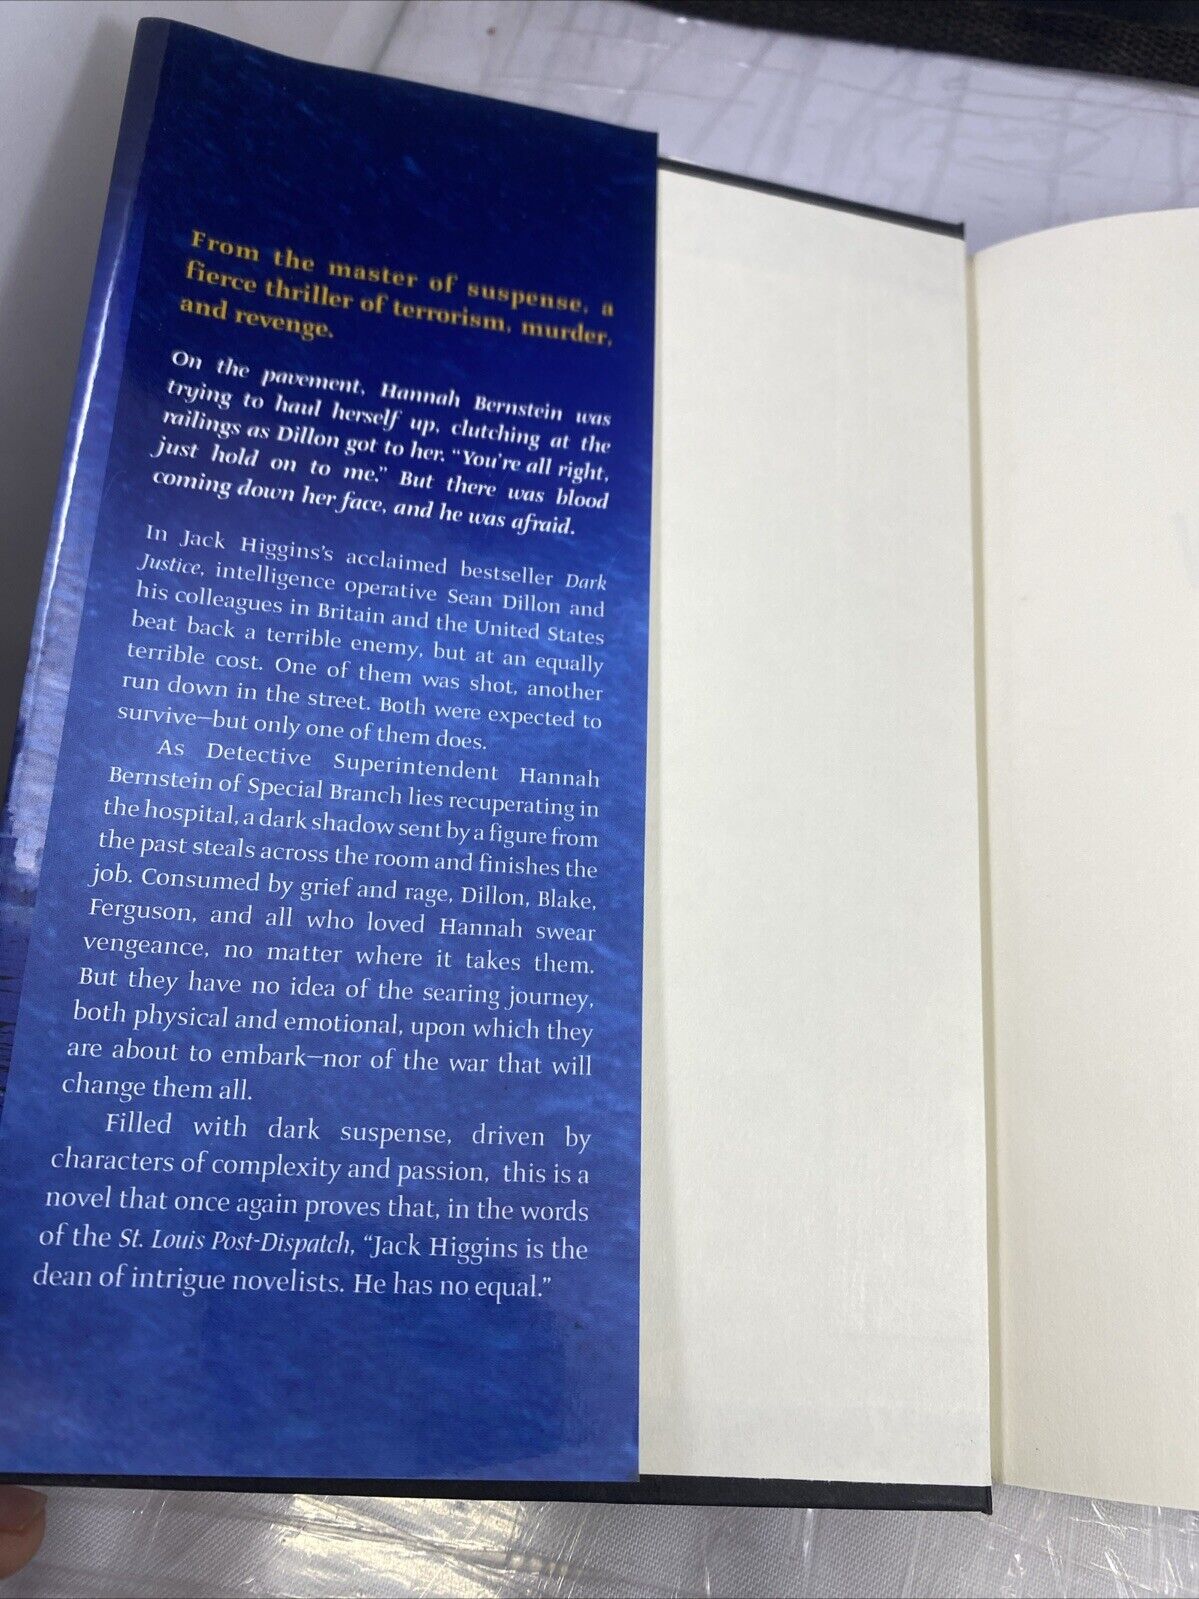 From the master of suspense, a
fierce thriller of terrorism, murder,
and revenge.
On the pavement, Hannah Bernstein was
trying to haul herself up, clutching at the
railings as Dillon got to her. “You’re all right,
just hold on to me.” But there was blood
coming down her face, and he was afraid.
In Jack Higgins’s acclaimed bestseller Dark
Justice, intelligence operative Sean Dillon and
his colleagues in Britain and the United States
beat back a terrible enemy, but at an equally
terrible cost. One of them was shot, another
run down in the street. Both were expected to
survive—but only one of them does.
As Detective Superintendent Hannah
Bernstein of Special Branch lies recuperating in
the hospital, a dark shadow sent by a figure from
the past steals across the room and finishes the
job. Consumed by grief and rage, Dillon, Blake,
Ferguson, and all who loved Hannah swear
vengeance, no matter where it takes them.
But they have no idea of the searing journey,
both physical and emotional, upon which they
are about to embark—nor of the war that will
change them all.
Filled with dark suspense, driven by
characters of complexity and passion, this is a
novel that once again proves that, in the words
of the St. Louis Post-Dispatch, “Jack Higgins is the
dean of intrigue novelists. He has no equal.”